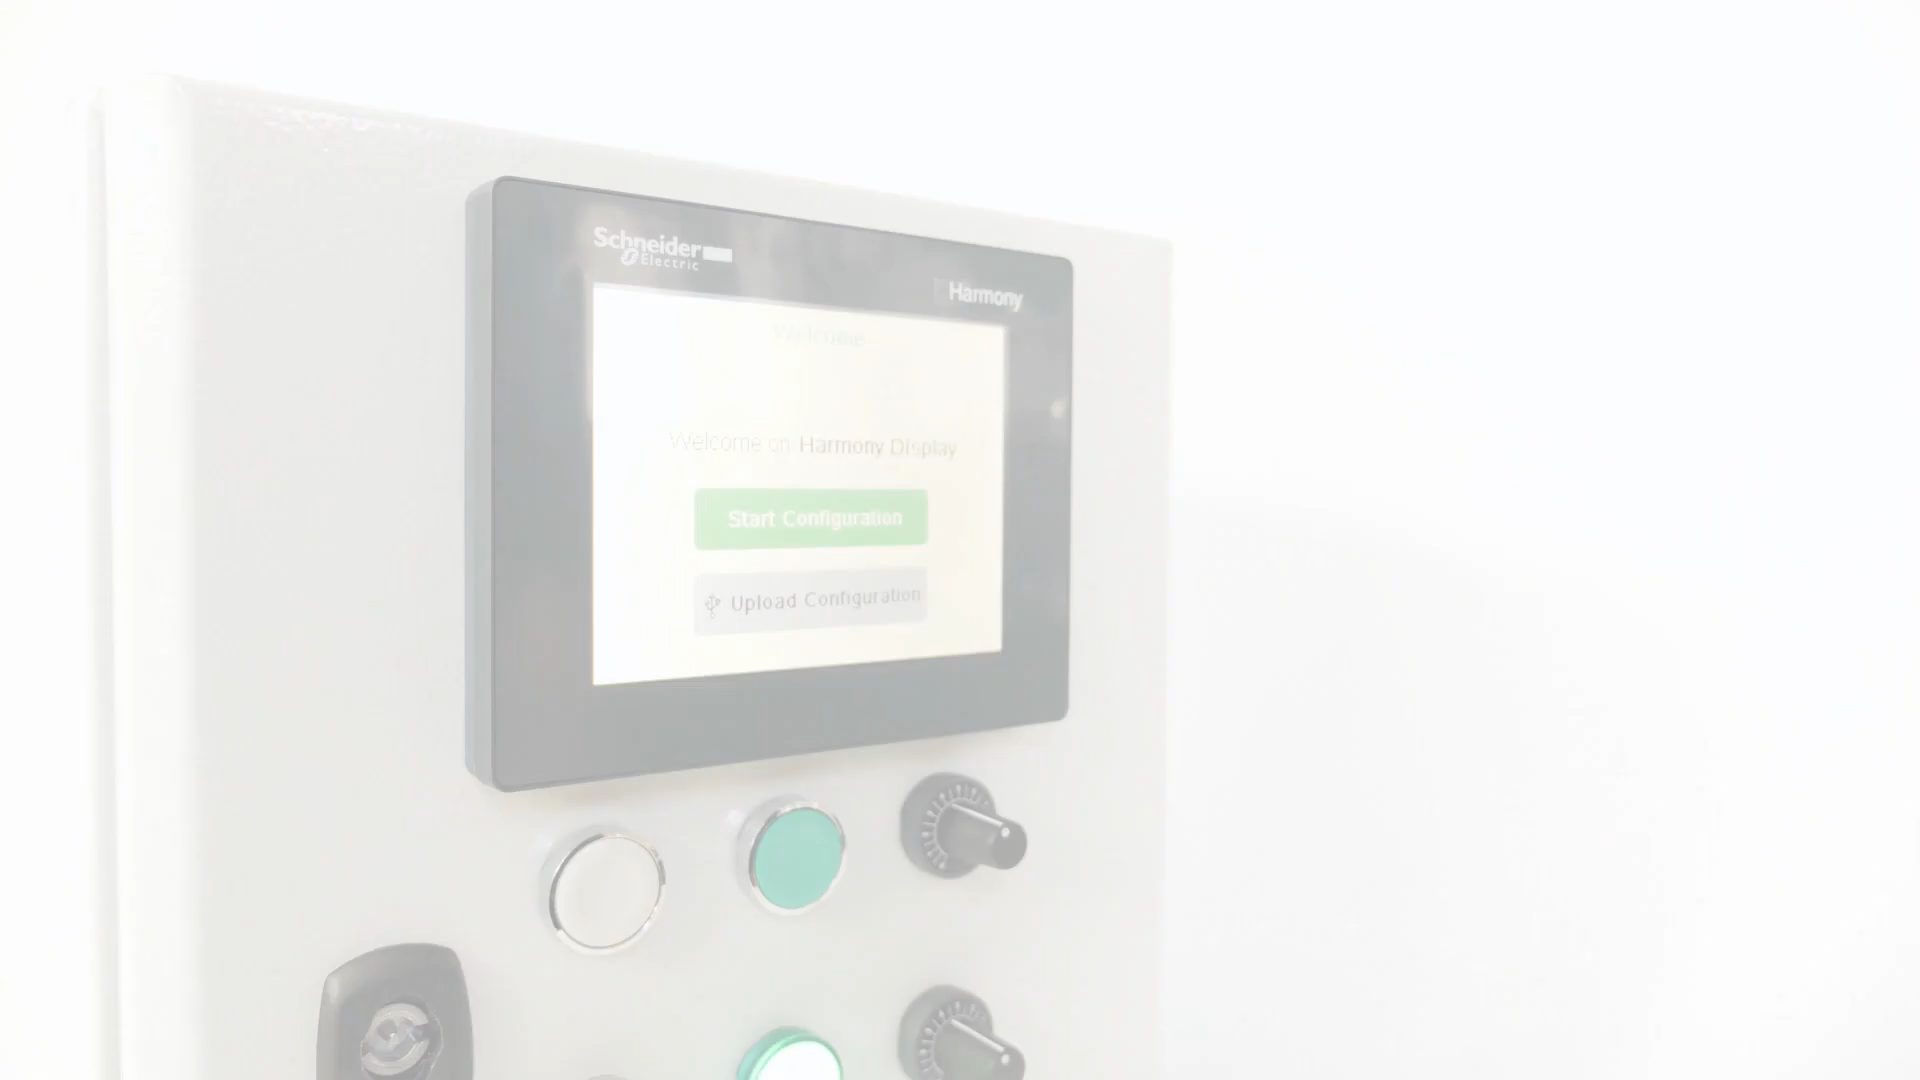 Schneider
Electric
Harmony
Welcome
Welcome on Harmony Display
Start Configuration
Upload Configuration